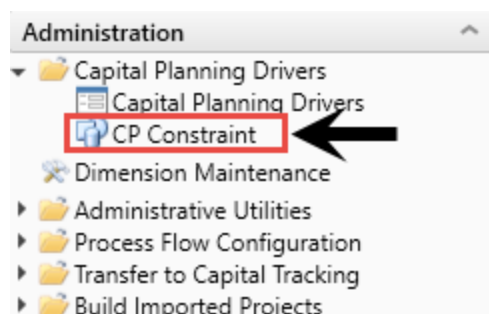 Administration
Capital Planning Drivers
Capital Planning Drivers
CP Constraint
Dimension Maintenance
Administrative Utilities
Process Flow Configuration
Transfer to Capital Tracking
Build Imported Projects